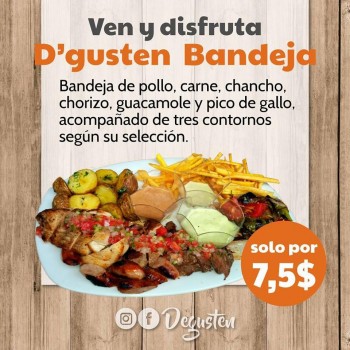 Ven y disfruta
D'gusten Bandeja
Bandeja de pollo, carne, chancho,
chorizo, guacamole y pico de gallo,
acompañado de tres contornos
según su selección.
solo por
7,5$
Degusten